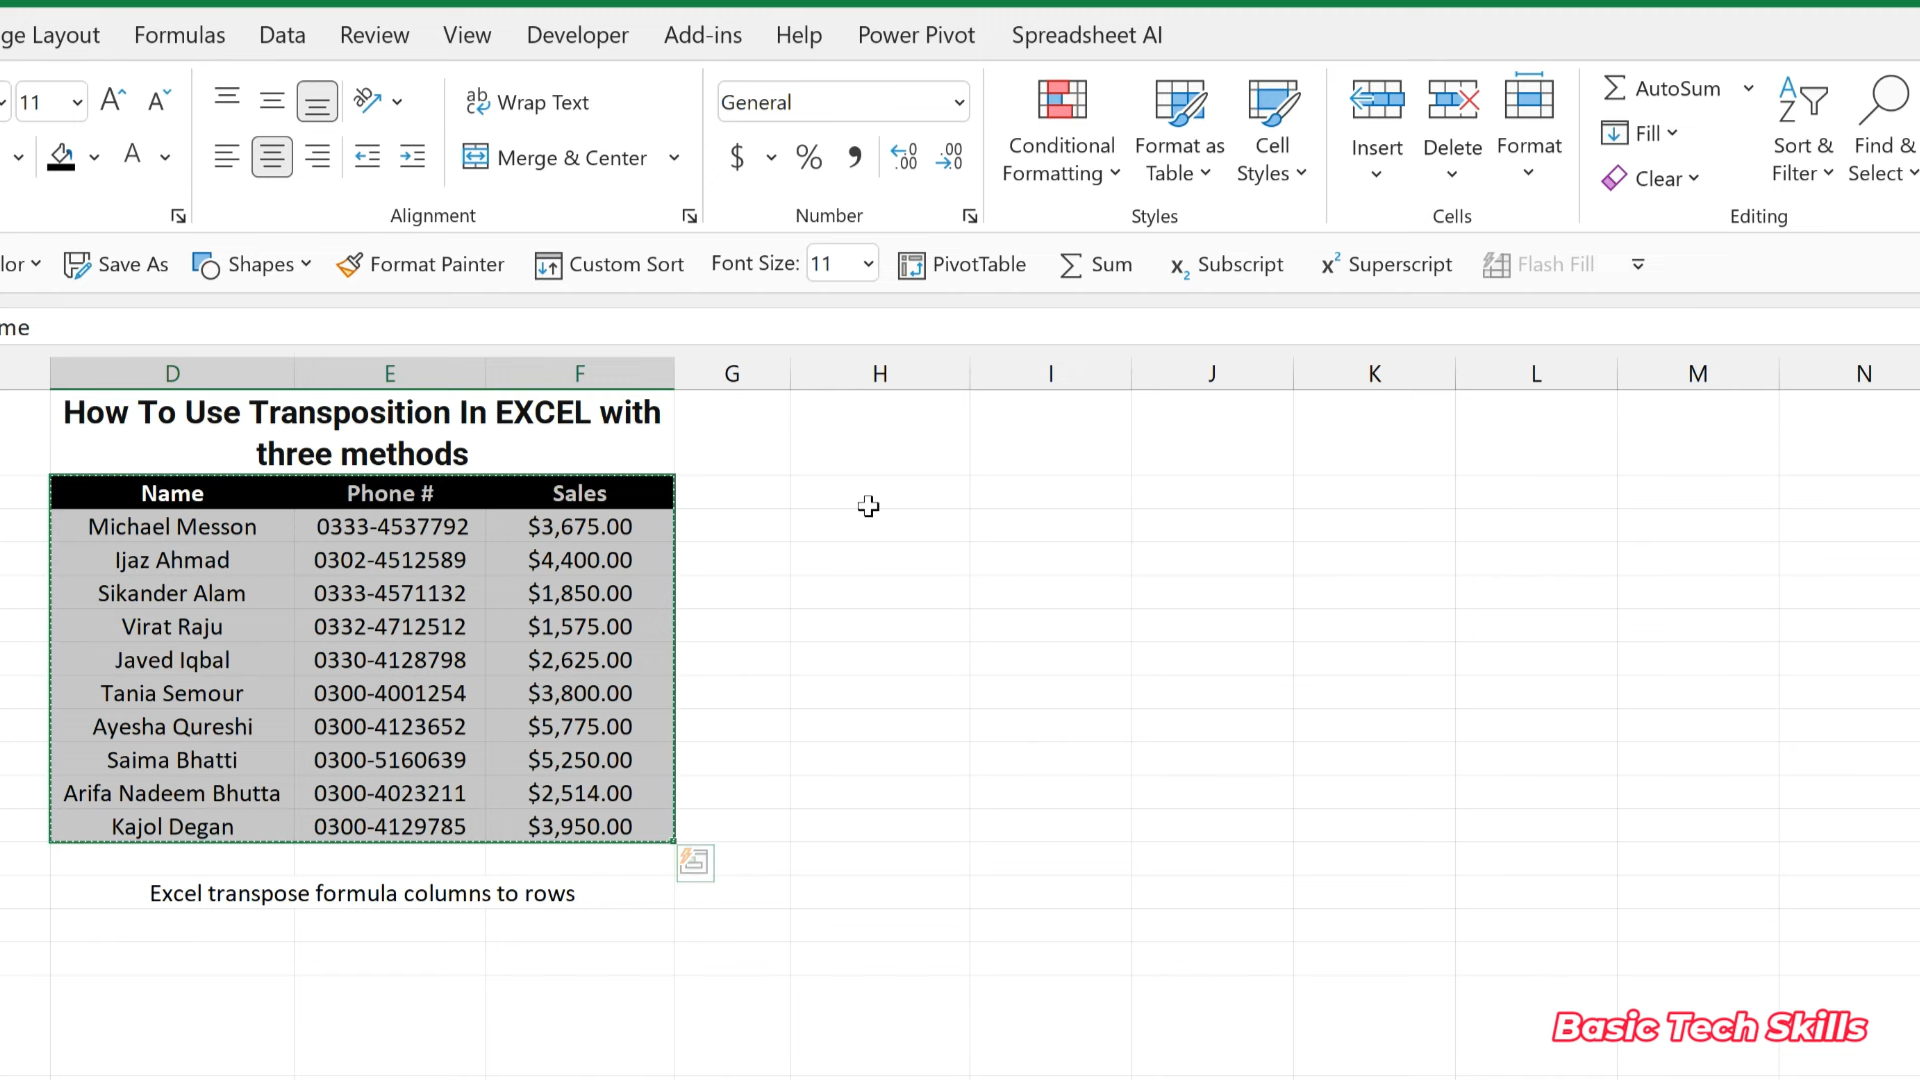 ge Layout Formulas Data Review View Developer Add-ins Help Power Pivot Spreadsheet AI
11 A A ab Wrap Text General AutoSum
A Merge & Center $ % Conditional Formatting Format as Table Cell Styles Insert Delete Format Fill Sort & Filter Find & Select
Clear
Alignment Number Styles Cells Editing
lor Save As Shapes Format Painter Custom Sort Font Size: 11 PivotTable Sum x2 Subscript x2 Superscript Flash Fill
me
D E F G H I J K L M N
How To Use Transposition In EXCEL with
three methods
Name Phone # Sales
Michael Messon 0333-4537792 $3,675.00
Ijaz Ahmad 0302-4512589 $4,400.00
Sikander Alam 0333-4571132 $1,850.00
Virat Raju 0332-4712512 $1,575.00
Javed Iqbal 0330-4128798 $2,625.00
Tania Semour 0300-4001254 $3,800.00
Ayesha Qureshi 0300-4123652 $5,775.00
Saima Bhatti 0300-5160639 $5,250.00
Arifa Nadeem Bhutta 0300-4023211 $2,514.00
Kajol Degan 0300-4129785 $3,950.00
Excel transpose formula columns to rows
Basic Tech Skills